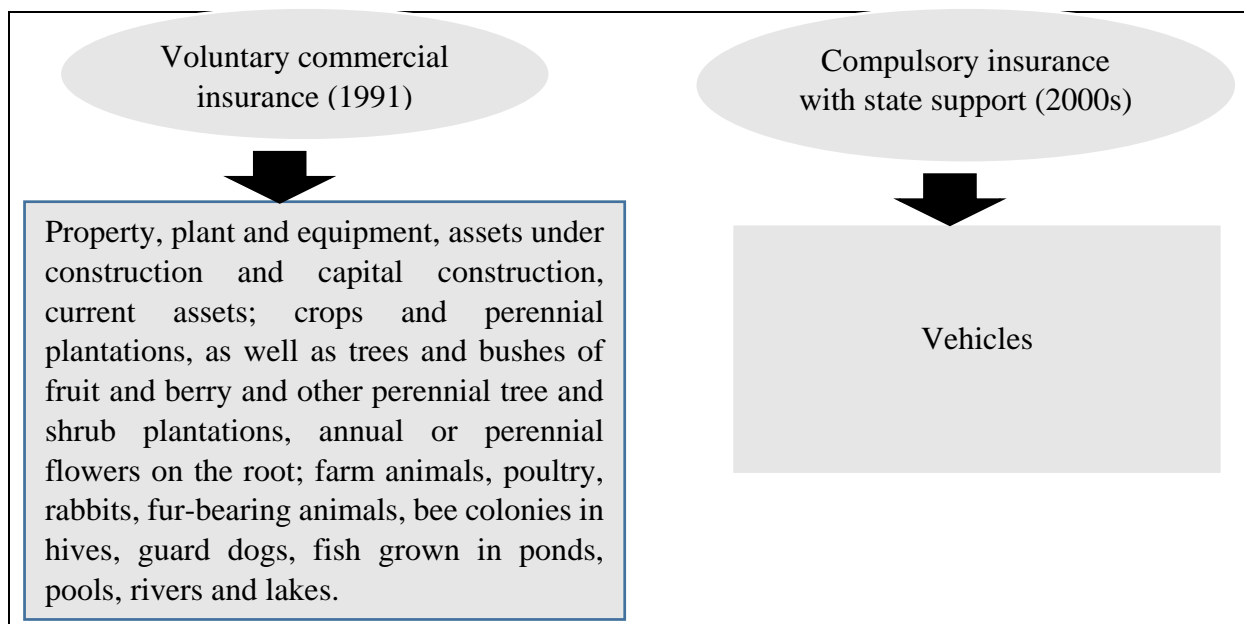 Voluntary commercial
insurance (1991)
Property, plant and equipment, assets under
construction and capital construction,
current assets; crops and perennial
plantations, as well as trees and bushes of
fruit and berry and other perennial tree and
shrub plantations, annual or perennial
flowers on the root; farm animals, poultry,
rabbits, fur-bearing animals, bee colonies in
hives, guard dogs, fish grown in ponds,
pools, rivers and lakes.
Compulsory insurance
with state support (2000s)
Vehicles